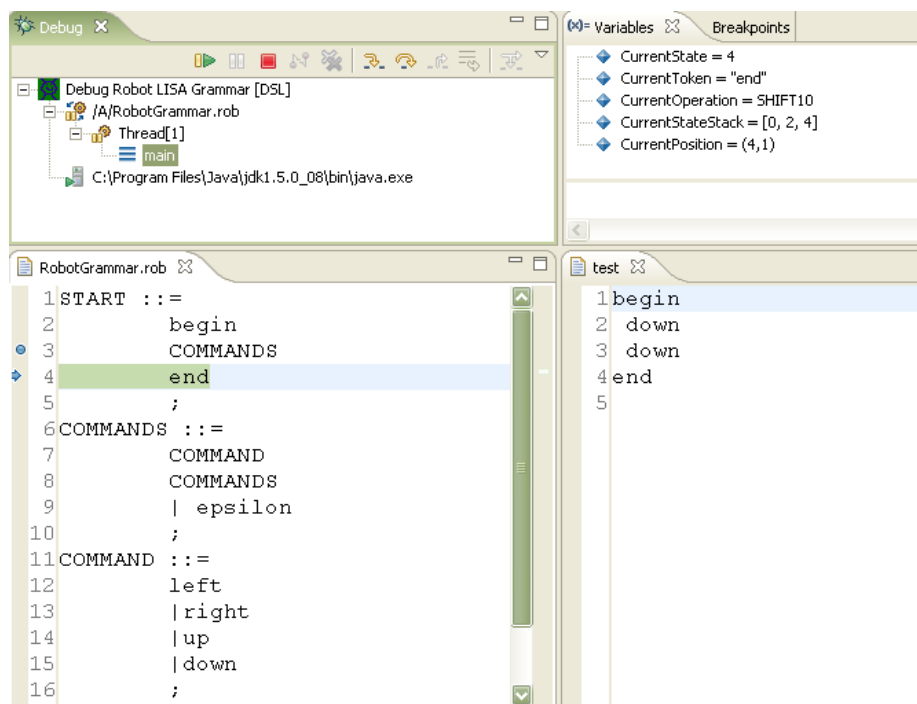 Debug
Debug Robot LISA Grammar [DSL]
/A/RobotGrammar.rob
Thread[1]
main
C:\Program Files\Java\jdk1.5.0_08\bin\java.exe
(x)= Variables Breakpoints
CurrentState = 4
CurrentToken = "end"
CurrentOperation = SHIFT10
CurrentStateStack = [0, 2, 4]
CurrentPosition = (4,1)
RobotGrammar.rob
1 START ::=
2 begin
3 COMMANDS
4 end
5 ;
6 COMMANDS ::=
7 COMMAND
8 COMMANDS
9 | epsilon
10 ;
11 COMMAND ::=
12 left
13 |right
14 |up
15 |down
16 ;
test
1 begin
2 down
3 down
4 end
5